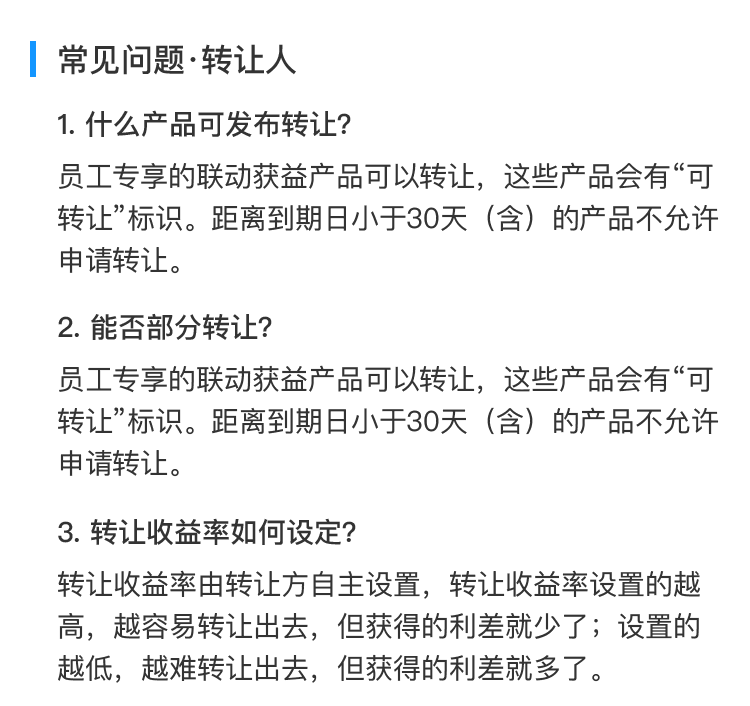 常见问题·转让人
1. 什么产品可发布转让?
员工专享的联动获益产品可以转让，这些产品会有“可
转让”标识。距离到期日小于30天（含）的产品不允许
申请转让。
2. 能否部分转让?
员工专享的联动获益产品可以转让，这些产品会有“可
转让”标识。距离到期日小于30天（含）的产品不允许
申请转让。
3. 转让收益率如何设定?
转让收益率由转让方自主设置，转让收益率设置的越
高，越容易转让出去，但获得的利差就少了；设置的
越低，越难转让出去，但获得的利差就多了。